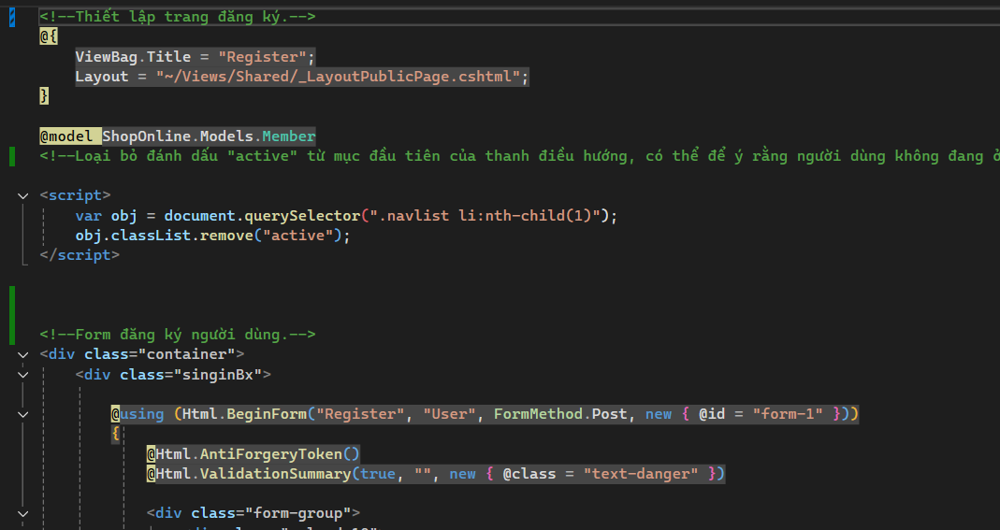 <!--Thiết lập trang đăng ký.-->
@{
ViewBag.Title = "Register";
Layout = "~/Views/Shared/_LayoutPublicPage.cshtml";
}
@model ShopOnline.Models.Member
<!--Loại bỏ đánh dấu "active" từ mục đầu tiên của thanh điều hướng, có thể để ý rằng người dùng không đang ở
<script>
var obj = document.querySelector(".navlist li:nth-child(1)");
obj.classList.remove("active");
</script>
<!--Form đăng ký người dùng.-->
<div class="container">
<div class="singinBx">
@using (Html.BeginForm("Register", "User", FormMethod.Post, new { @id = "form-1" }))
{
@Html.AntiForgeryToken()
@Html.ValidationSummary(true, "", new { @class = "text-danger" })
<div class="form-group">